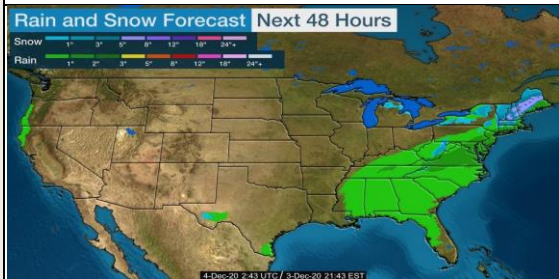 Rain and Snow Forecast Next 48 Hours
Snow 1" 3" 5" 8" 12" 18" 24"+
Rain 1" 2" 3" 5" 8" 12" 18" 24"+
4-Dec-20 2:43 UTC / 3-Dec-20 21:43 EST